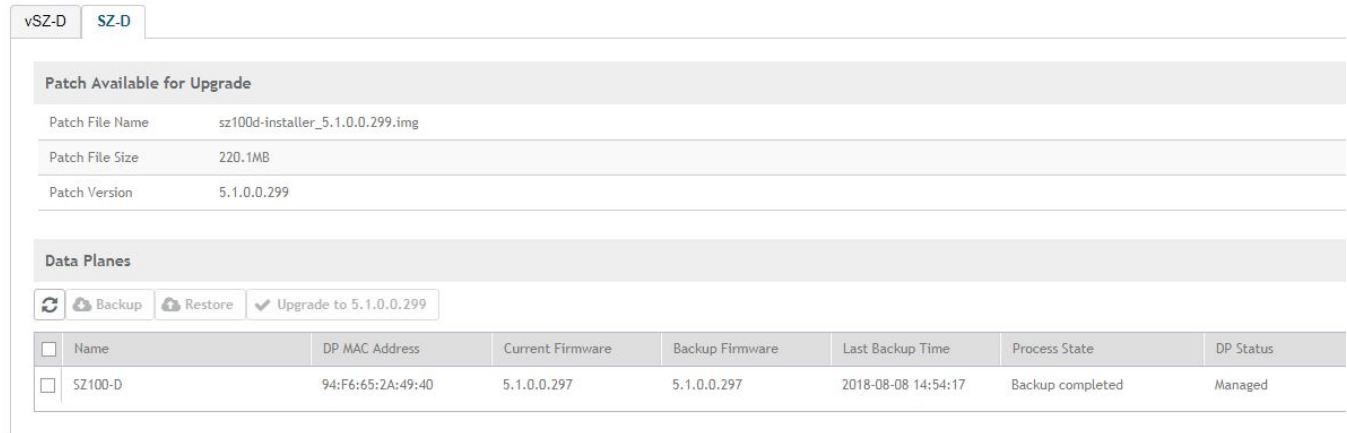 vSZ-D SZ-D
Patch Available for Upgrade
Patch File Name sz100d-installer_5.1.0.0.299.img
Patch File Size 220.1MB
Patch Version 5.1.0.0.299
Data Planes
Backup Restore Upgrade to 5.1.0.0.299
Name DP MAC Address Current Firmware Backup Firmware Last Backup Time Process State DP Status
SZ100-D 94:F6:65:2A:49:40 5.1.0.0.297 5.1.0.0.297 2018-08-08 14:54:17 Backup completed Managed